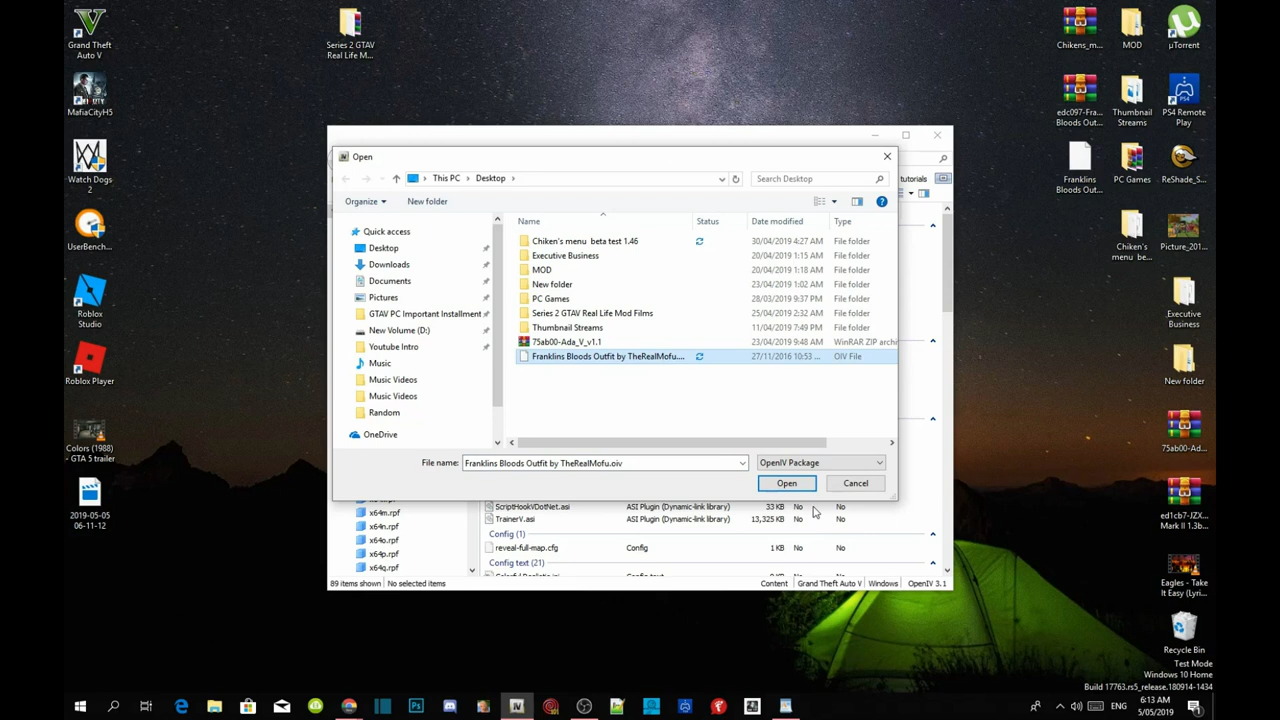 Grand Theft
Auto V
MafiaCityH5
Watch Dogs
2
UserBench...
Roblox
Studio
Roblox Player
Colors (1988)
- GTA 5 trailer
2019-05-05
06-11-12
Series 2 GTAV
Real Life M...
Open
This PC
Desktop
Search Desktop
Organize
New folder
Name
Status
Date modified
Type
Quick access
Desktop
Downloads
Documents
Pictures
GTAV PC Important Installment
New Volume (D:)
Youtube Intro
Music
Music Videos
Music Videos
Random
OneDrive
Chiken's menu beta test 1.46 30/04/2019 4:27 AM File folder
Executive Business 20/04/2019 1:15 AM File folder
MOD 20/04/2019 1:18 AM File folder
New folder 23/04/2019 1:02 AM File folder
PC Games 28/03/2019 9:37 PM File folder
Series 2 GTAV Real Life Mod Films 25/04/2019 2:32 AM File folder
Thumbnail Streams 11/04/2019 7:49 PM File folder
75ab00-Ada_V_v1.1 23/04/2019 9:48 AM WinRAR ZIP archi
Franklins Bloods Outfit by TheRealMofu.... 27/11/2016 10:53 ... OIV File
File name: Franklins Bloods Outfit by TheRealMofu.oiv
OpenIV Package
Open
Cancel
tutorials
x64m.rpf
x64n.rpf
x64o.rpf
x64p.rpf
x64q.rpf
ScriptHookVDotNet.asi ASI Plugin (Dynamic-link library) 33 KB No No
TrainerV.asi ASI Plugin (Dynamic-link library) 13,325 KB No No
Config (1)
reveal-full-map.cfg Config 1 KB No No
Config text (21)
89 items shown
No selected items
Content
Grand Theft Auto V
Windows
OpenIV 3.1
Chikens_m...
MOD
µTorrent
edc097-Fra...
Bloods Out...
Thumbnail
Streams
PS4 Remote
Play
Franklins
Bloods Out...
PC Games
ReShade_S...
Chiken's
menu be...
Picture_201...
Executive
Business
New folder
75ab00-Ad...
ed1cb7-JZX...
Mark II 1.3b...
Eagles - Take
It Easy (Lyri...
Recycle Bin
Test Mode
Windows 10 Home
Build 17763.rs5_release.180914-1434
ENG
6:13 AM
5/05/2019